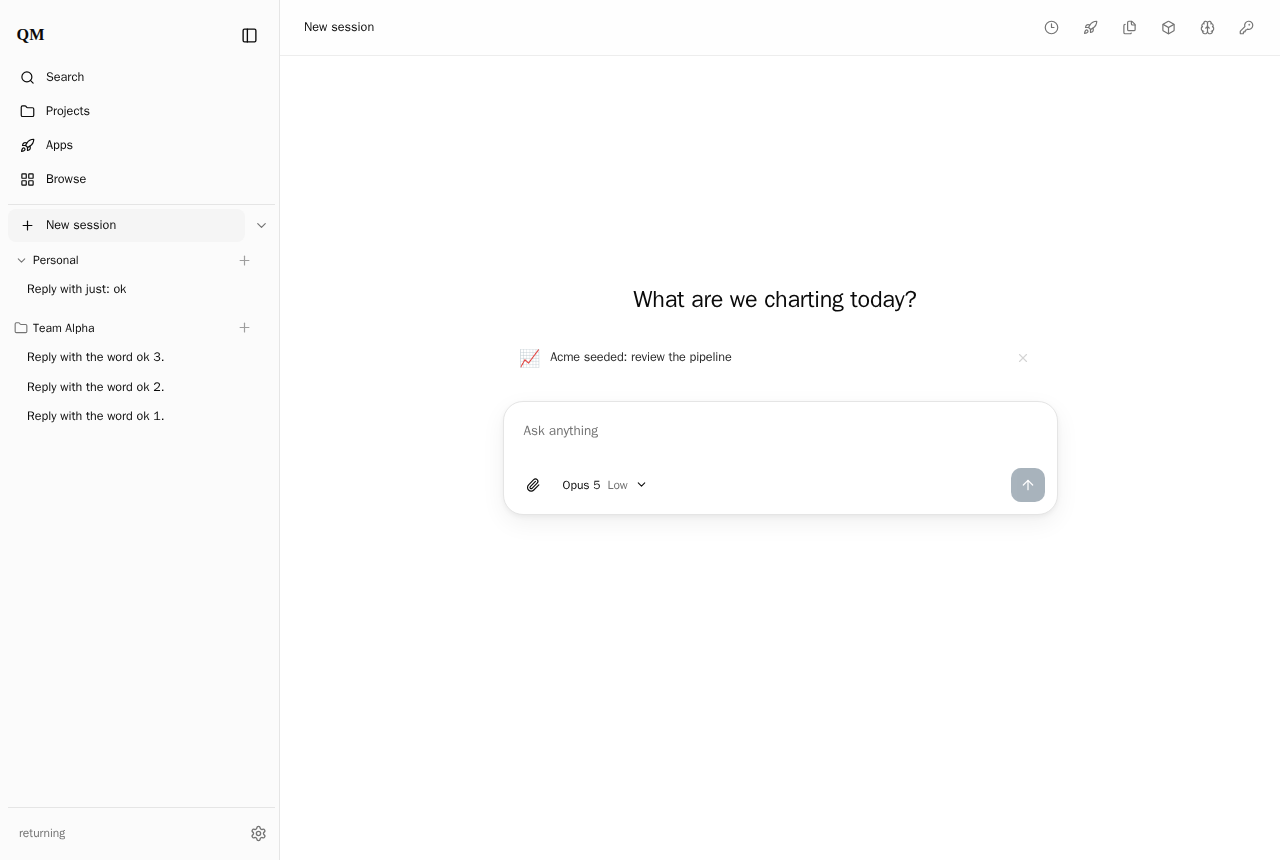 QM
Search
Projects
Apps
Browse
New session
Personal
Reply with just: ok
Team Alpha
Reply with the word ok 3.
Reply with the word ok 2.
Reply with the word ok 1.
returning
New session
What are we charting today?
Acme seeded: review the pipeline
Ask anything
Opus 5 Low